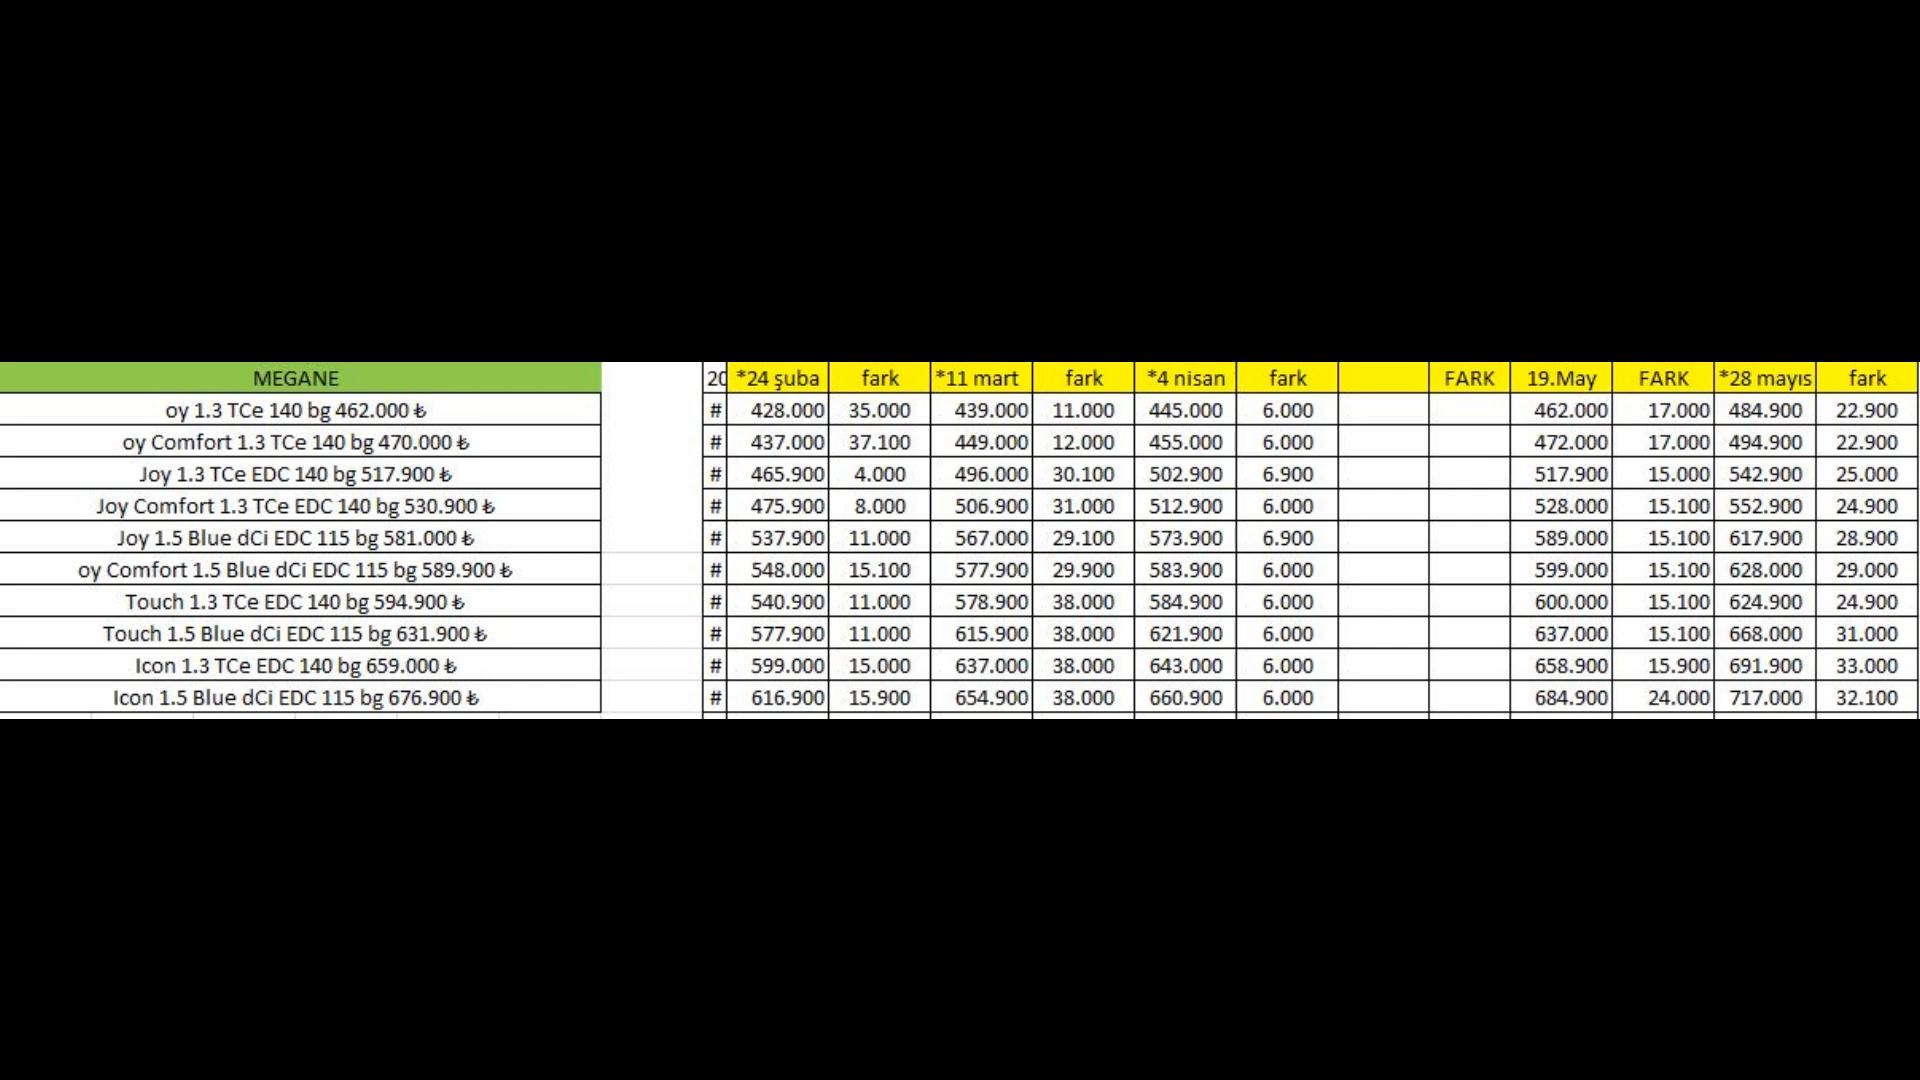 MEGANE 20 *24 şuba fark *11 mart fark *4 nisan fark FARK 19.May FARK *28 mayıs fark
oy 1.3 TCe 140 bg 462.000 ₺ # 428.000 35.000 439.000 11.000 445.000 6.000 462.000 17.000 484.900 22.900
oy Comfort 1.3 TCe 140 bg 470.000 ₺ # 437.000 37.100 449.000 12.000 455.000 6.000 472.000 17.000 494.900 22.900
Joy 1.3 TCe EDC 140 bg 517.900 ₺ # 465.900 4.000 496.000 30.100 502.900 6.900 517.900 15.000 542.900 25.000
Joy Comfort 1.3 TCe EDC 140 bg 530.900 ₺ # 475.900 8.000 506.900 31.000 512.900 6.000 528.000 15.100 552.900 24.900
Joy 1.5 Blue dCi EDC 115 bg 581.000 ₺ # 537.900 11.000 567.000 29.100 573.900 6.900 589.000 15.100 617.900 28.900
oy Comfort 1.5 Blue dCi EDC 115 bg 589.900 ₺ # 548.000 15.100 577.900 29.900 583.900 6.000 599.000 15.100 628.000 29.000
Touch 1.3 TCe EDC 140 bg 594.900 ₺ # 540.900 11.000 578.900 38.000 584.900 6.000 600.000 15.100 624.900 24.900
Touch 1.5 Blue dCi EDC 115 bg 631.900 ₺ # 577.900 11.000 615.900 38.000 621.900 6.000 637.000 15.100 668.000 31.000
Icon 1.3 TCe EDC 140 bg 659.000 ₺ # 599.000 15.000 637.000 38.000 643.000 6.000 658.900 15.900 691.900 33.000
Icon 1.5 Blue dCi EDC 115 bg 676.900 ₺ # 616.900 15.900 654.900 38.000 660.900 6.000 684.900 24.000 717.000 32.100